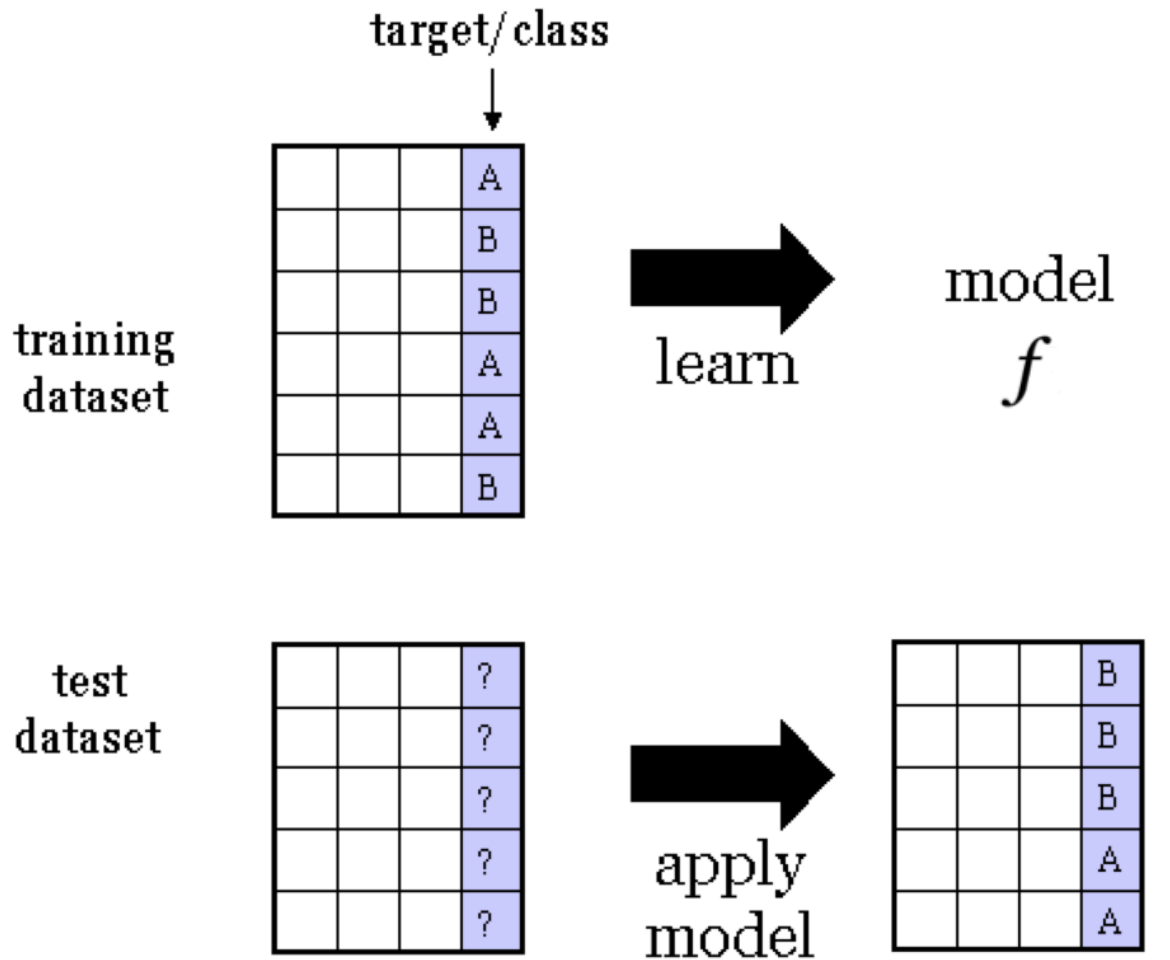 target/class
A
B
B
A
A
B
training
dataset
learn
model
f
test
dataset
?
?
?
?
?
apply
model
B
B
B
A
A